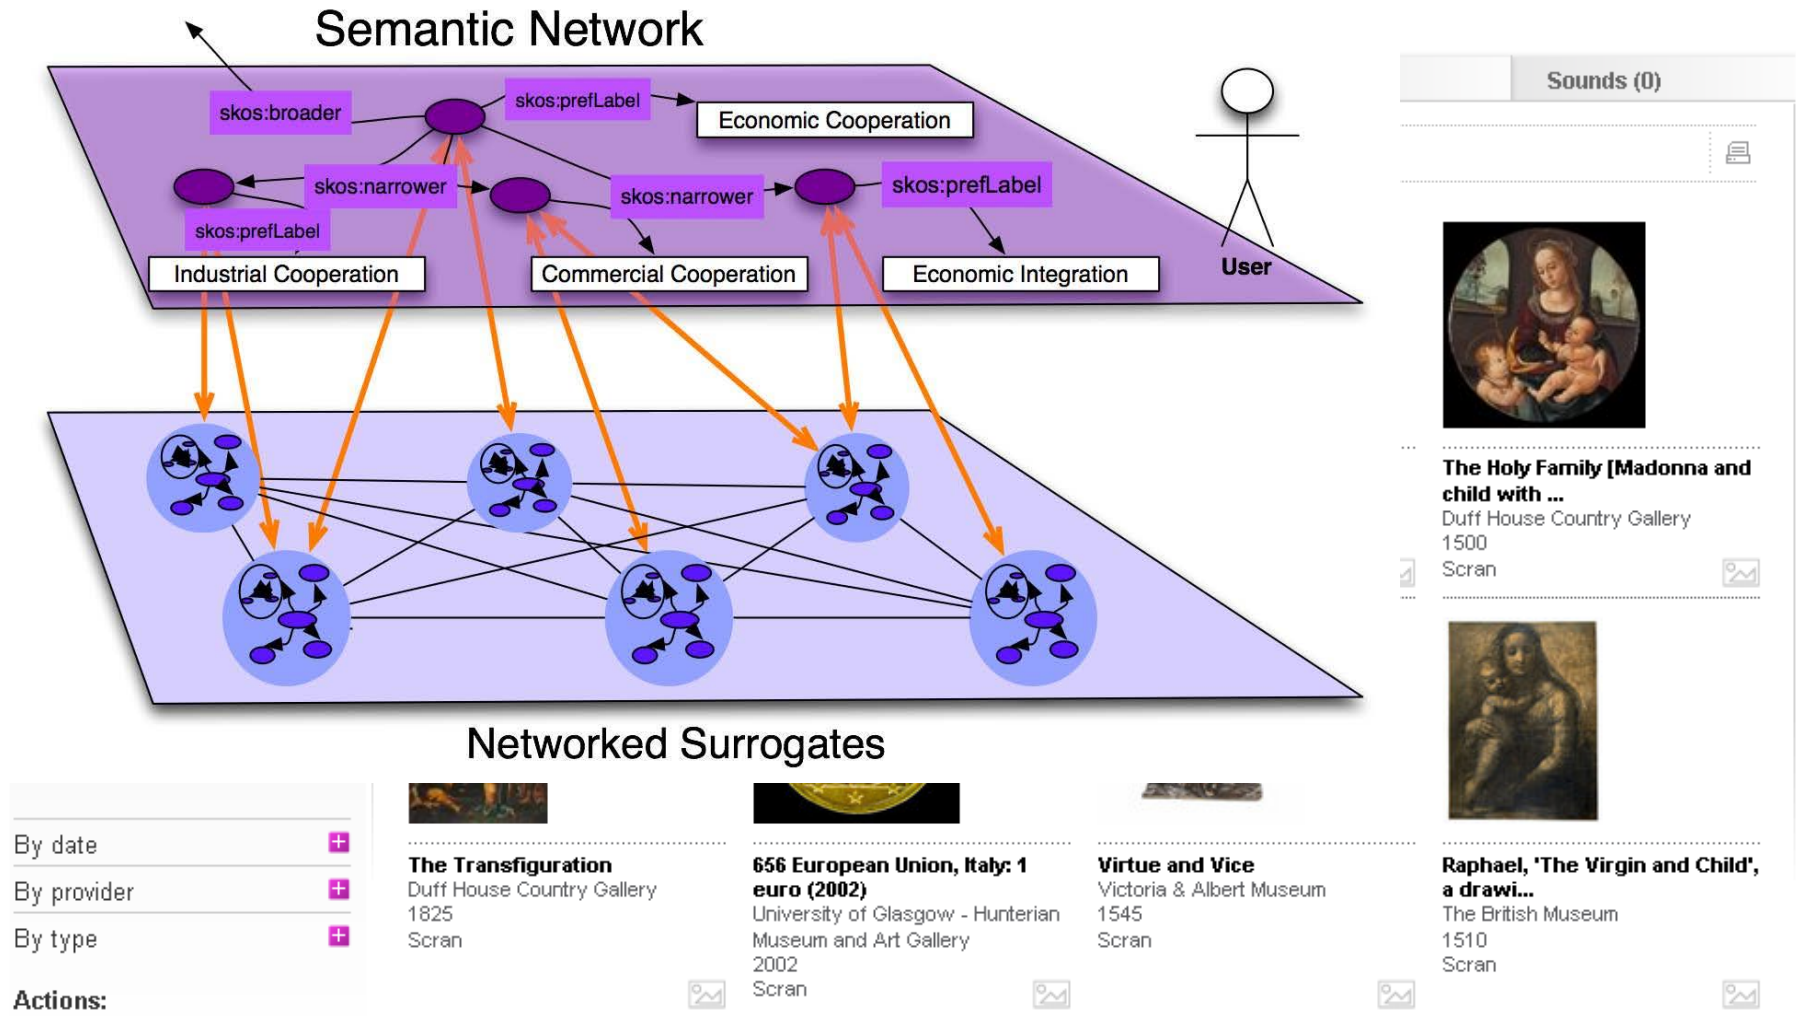 Semantic Network
skos:broader
skos:prefLabel
Economic Cooperation
skos:narrower
skos:narrower
skos:prefLabel
skos:prefLabel
Industrial Cooperation
Commercial Cooperation
Economic Integration
User
Networked Surrogates
Sounds (0)
The Holy Family [Madonna and
child with ...
Duff House Country Gallery
1500
Scran
By date
By provider
By type
Actions:
The Transfiguration
Duff House Country Gallery
1825
Scran
656 European Union, Italy: 1
euro (2002)
University of Glasgow - Hunterian
Museum and Art Gallery
2002
Scran
Virtue and Vice
Victoria & Albert Museum
1545
Scran
Raphael, 'The Virgin and Child',
a drawi...
The British Museum
1510
Scran